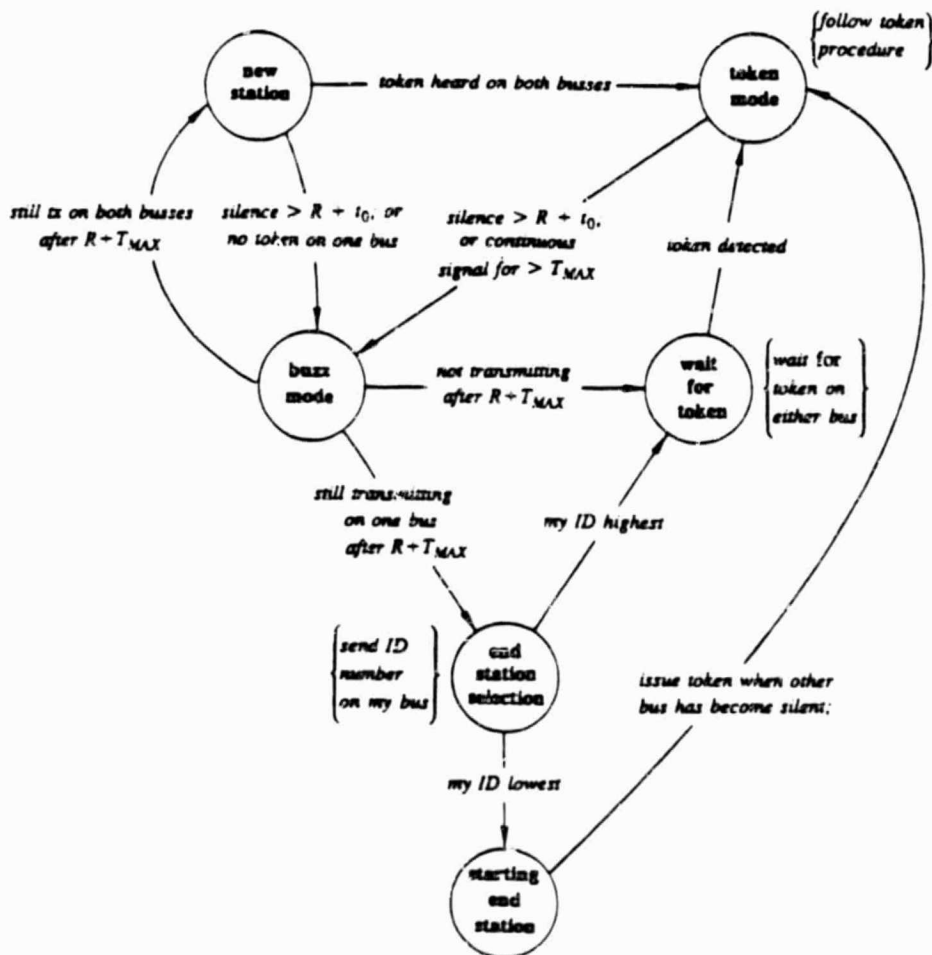 {follow token
procedure}
new
station
token heard on both busses
token
mode
still tx on both busses
after R + T_MAX
silence > R + t_0, or
no token on one bus
silence > R + t_0,
or continuous
signal for > T_MAX
token detected
buzz
mode
not transmitting
after R + T_MAX
wait
for
token
{wait for
token on
either bus}
still transmitting
on one bus
after R + T_MAX
my ID highest
{send ID
number
on my bus}
end
station
selection
issue token when other
bus has become silent;
my ID lowest
starting
end
station